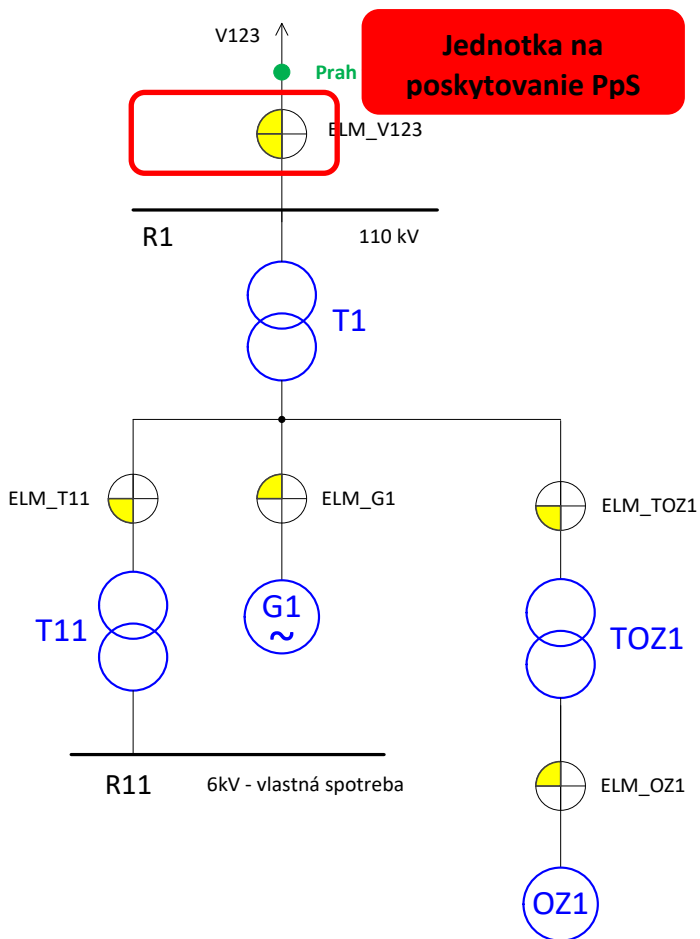 V123
Jednotka na
poskytovanie PpS
Prah
ELM_V123
R1
110 kV
T1
ELM_T11
ELM_G1
ELM_TOZ1
T11
G1
~
TOZ1
R11
6kV - vlastná spotreba
ELM_OZ1
OZ1